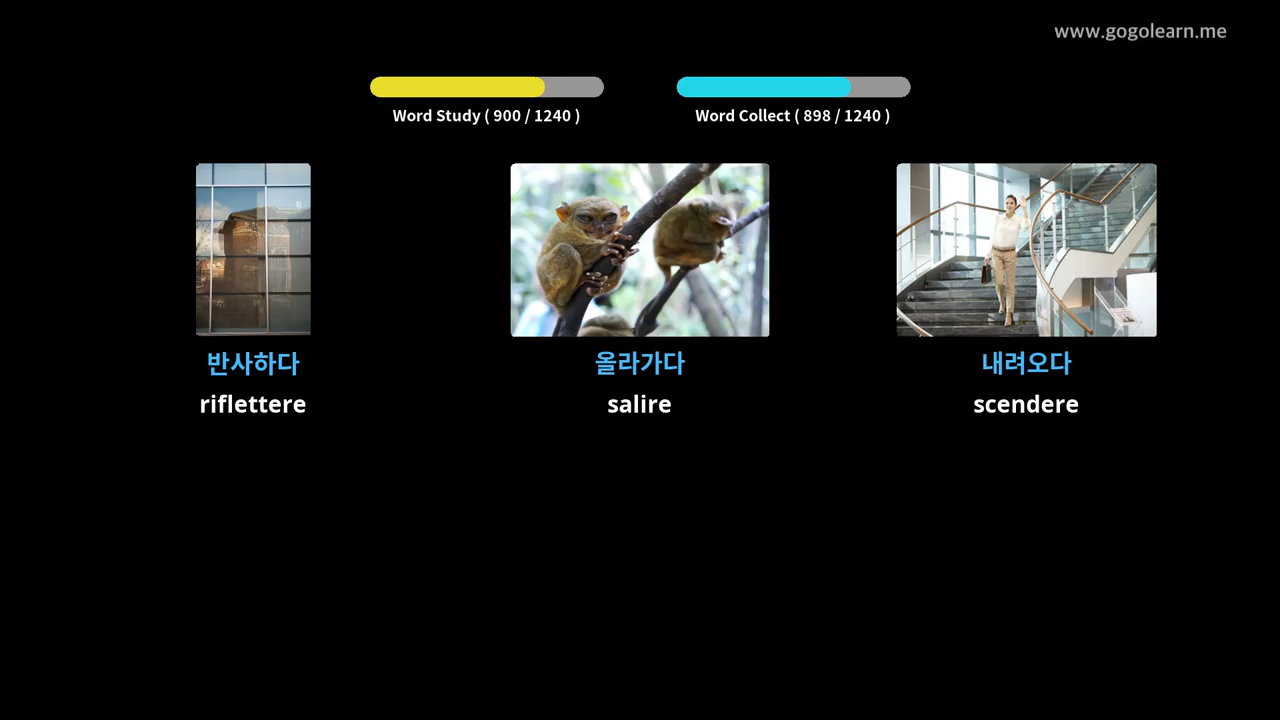 www.gogolearn.me
Word Study ( 900 / 1240 )
Word Collect ( 898 / 1240 )
반사하다
riflettere
올라가다
salire
내려오다
scendere